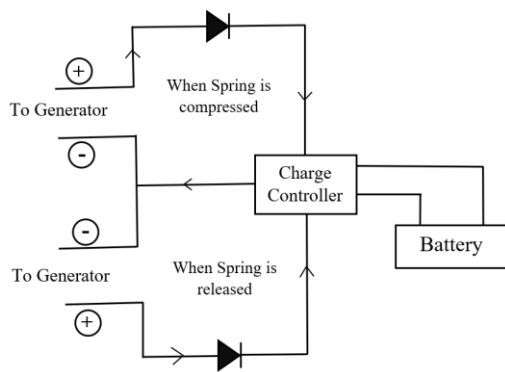 +
When Spring is
compressed
To Generator
-
Charge
Controller
-
Battery
To Generator
When Spring is
released
+